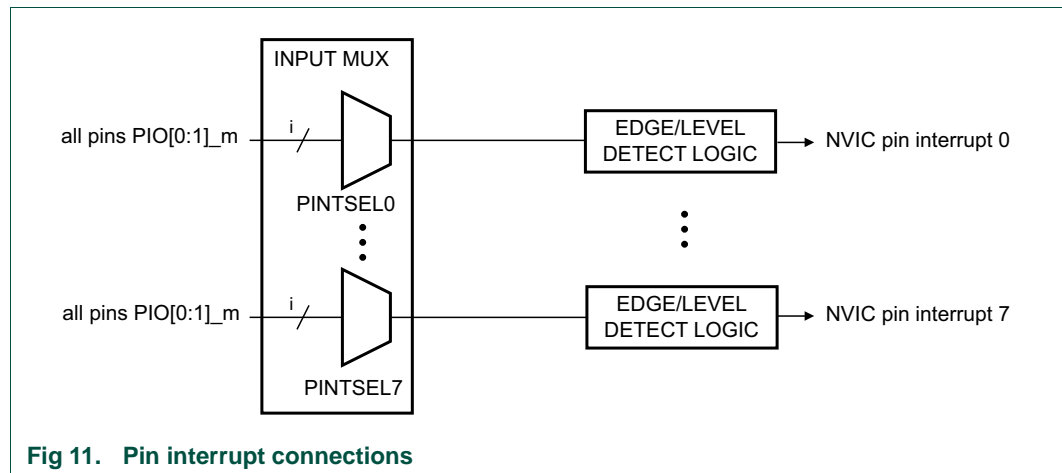 INPUT MUX
all pins PIO[0:1]_m
i
EDGE/LEVEL
DETECT LOGIC
NVIC pin interrupt 0
PINTSEL0
all pins PIO[0:1]_m
i
EDGE/LEVEL
DETECT LOGIC
NVIC pin interrupt 7
PINTSEL7
Fig 11. Pin interrupt connections